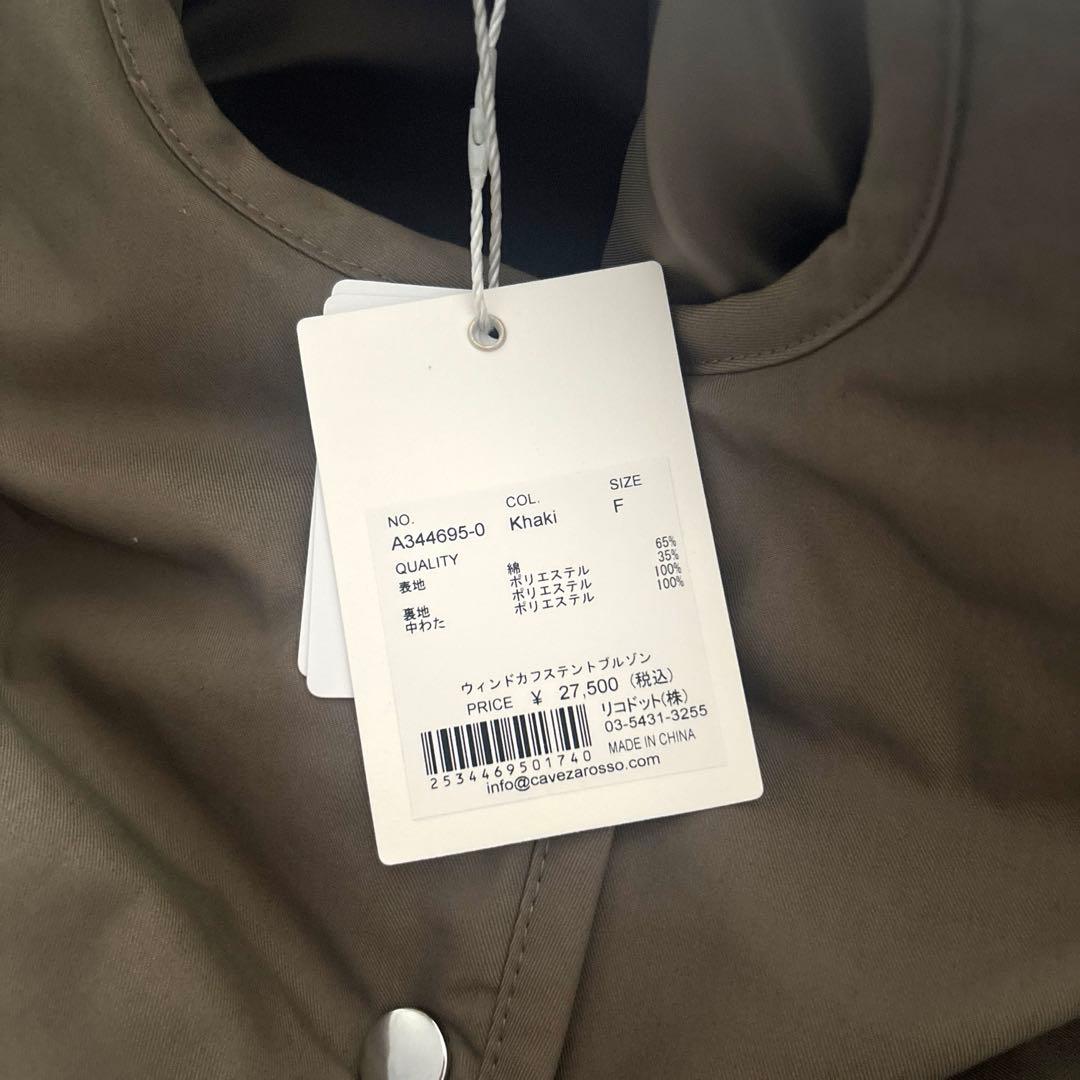 NO. COL. SIZE
A344695-0 Khaki F
QUALITY
表地 綿 65%
ポリエステル 35%
裏地 ポリエステル 100%
中わた ポリエステル 100%
ウィンドカフステントブルゾン
PRICE ¥ 27,500 (税込)
リコドット(株)
03-5431-3255
MADE IN CHINA
2534469501740
info@cavezarosso.com